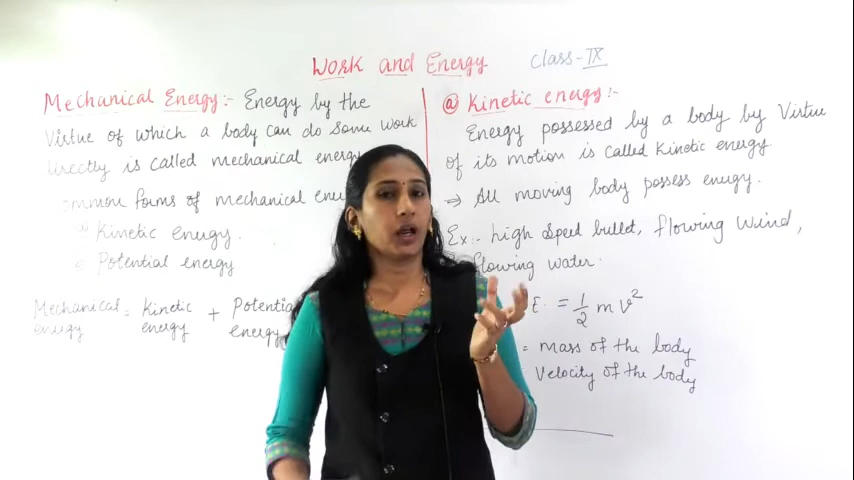 Work and Energy Class-IX
Mechanical Energy:- Energy by the
Virtue of which a body can do some work
directly is called mechanical energy
ommon forms of mechanical ene
Kinetic energy.
Potential energy
Mechanical energy = Kinetic energy + Potential energy
ⓐ Kinetic energy:-
Energy possessed by a body by Virtue
of its motion is called Kinetic energy
⇒ All moving body possess energy.
Ex:- high speed bullet, flowing wind,
flowing water.
E. = 1/2 m v²
= mass of the body
Velocity of the body